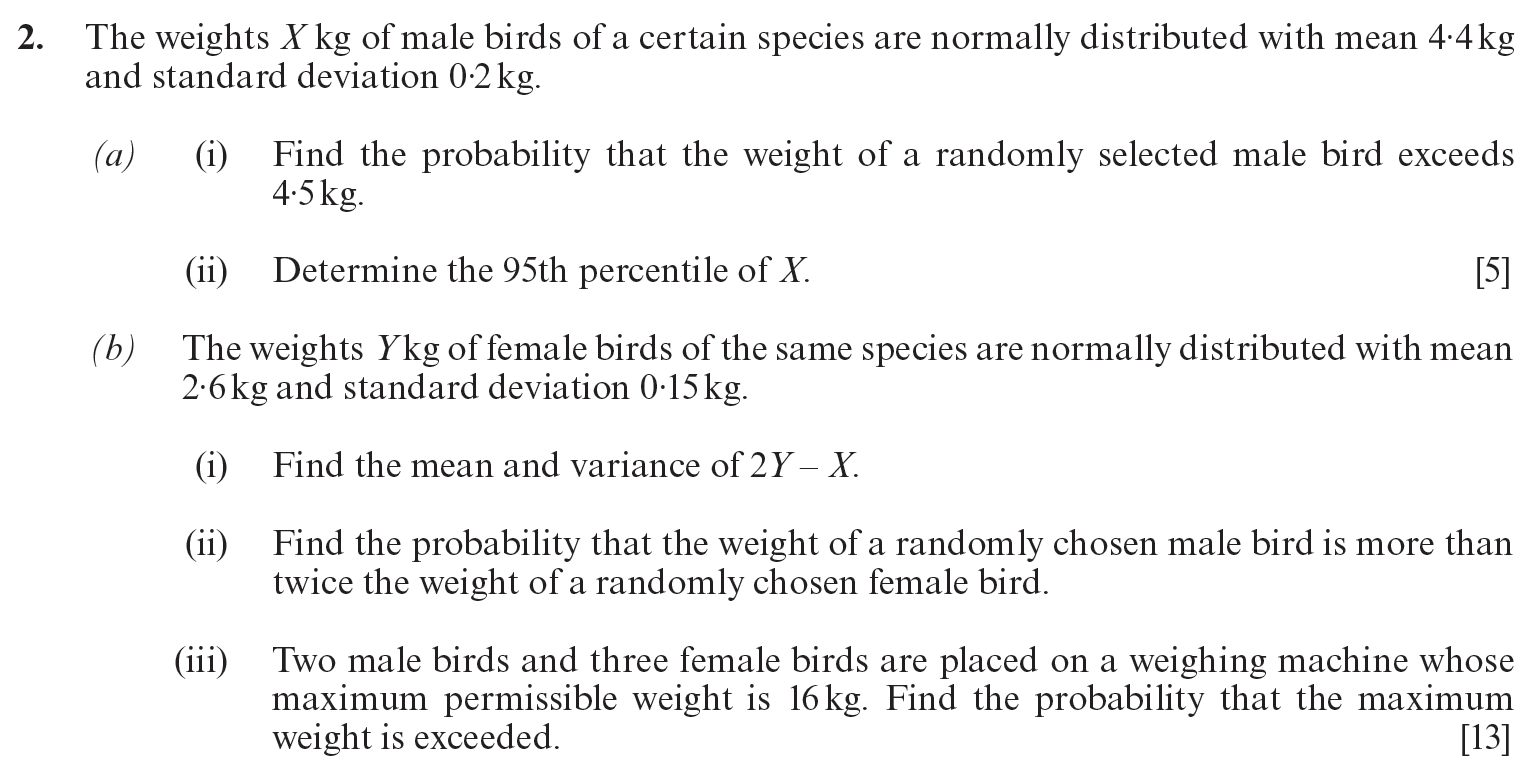 2. The weights X kg of male birds of a certain species are normally distributed with mean 4·4 kg
and standard deviation 0·2 kg.
(a) (i) Find the probability that the weight of a randomly selected male bird exceeds
4·5 kg.
(ii) Determine the 95th percentile of X. [5]
(b) The weights Y kg of female birds of the same species are normally distributed with mean
2·6 kg and standard deviation 0·15 kg.
(i) Find the mean and variance of 2Y – X.
(ii) Find the probability that the weight of a randomly chosen male bird is more than
twice the weight of a randomly chosen female bird.
(iii) Two male birds and three female birds are placed on a weighing machine whose
maximum permissible weight is 16 kg. Find the probability that the maximum
weight is exceeded. [13]